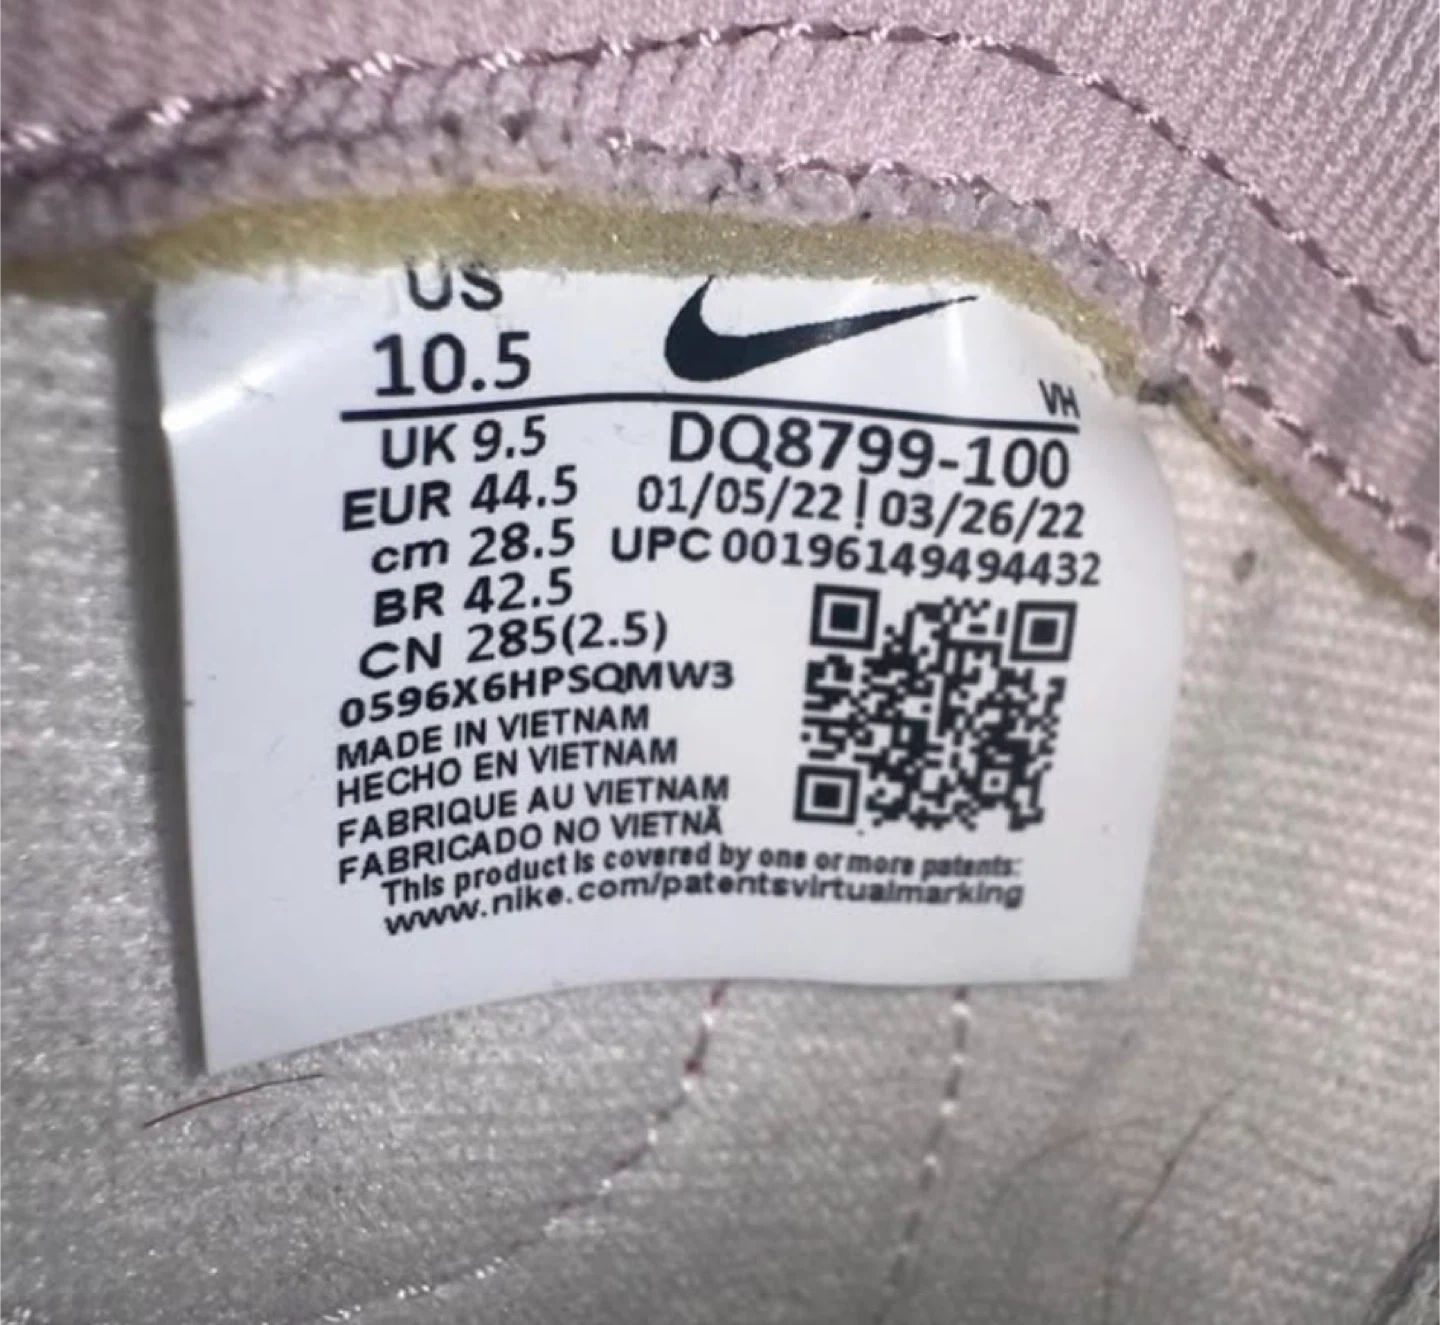 US
10.5
VH
UK 9.5
EUR 44.5
cm 28.5
BR 42.5
CN 285(2.5)
DQ8799-100
01/05/22 | 03/26/22
UPC 00196149494432
0596X6HPSQMW3
MADE IN VIETNAM
HECHO EN VIETNAM
FABRIQUE AU VIETNAM
FABRICADO NO VIETNÃ
This product is covered by one or more patents:
www.nike.com/patentsvirtualmarking